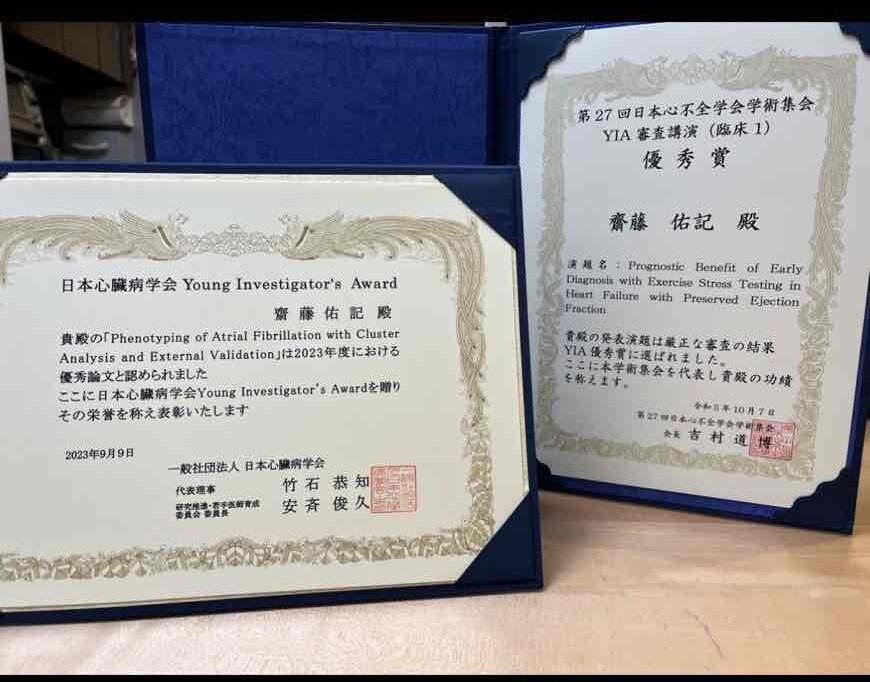 日本心臓病学会 Young Investigator's Award
齋藤佑記 殿
貴殿の「Phenotyping of Atrial Fibrillation with Cluster
Analysis and External Validation」は2023年度における
優秀論文と認められました
ここに日本心臓病学会Young Investigator's Awardを贈り
その栄誉を称え表彰いたします
2023年9月9日
一般社団法人 日本心臓病学会
代表理事 竹石恭知
研究推進・若手医師育成
委員会 委員長 安斉俊久
第27回日本心不全学会学術集会
YIA 審査講演(臨床1)
優秀賞
齋藤 佑記 殿
演題名:Prognostic Benefit of Early
Diagnosis with Exercise Stress Testing in
Heart Failure with Preserved Ejection
Fraction
貴殿の発表演題は厳正な審査の結果
YIA優秀賞に選ばれました。
ここに本学術集会を代表し貴殿の功績
を称えます。
令和5年10月7日
第27回日本心不全学会学術集会
会長 吉村道博